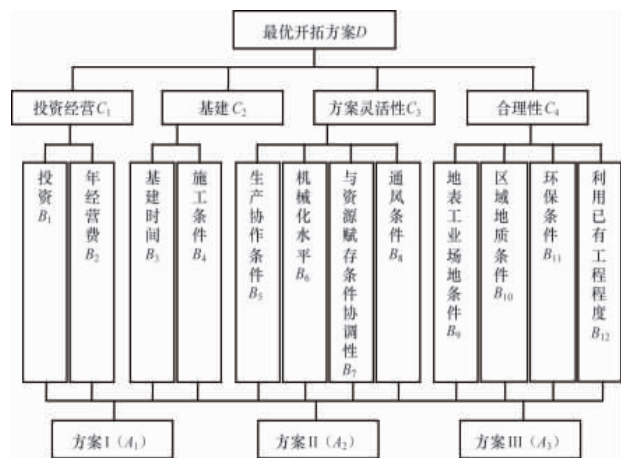 最优开拓方案D
投资经营C₁
基建C₂
方案灵活性C₃
合理性C₄
投资B₁
年经营费B₂
基建时间B₃
施工条件B₄
生产协作条件B₅
机械化水平B₆
与资源赋存条件协调性B₇
通风条件B₈
地表工业场地条件B₉
区域地质条件B₁₀
环保条件B₁₁
利用已有工程程度B₁₂
方案I（A₁）
方案II（A₂）
方案III（A₃）